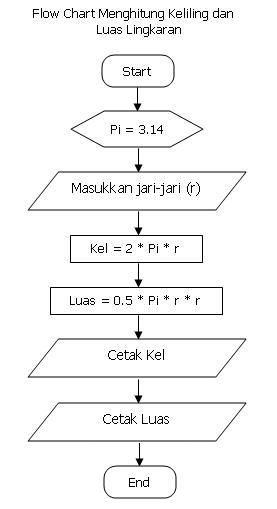 Flow Chart Menghitung Keliling dan
Luas Lingkaran
Start
Pi = 3.14
Masukkan jari-jari (r)
Kel = 2 * Pi * r
Luas = 0.5 * Pi * r * r
Cetak Kel
Cetak Luas
End